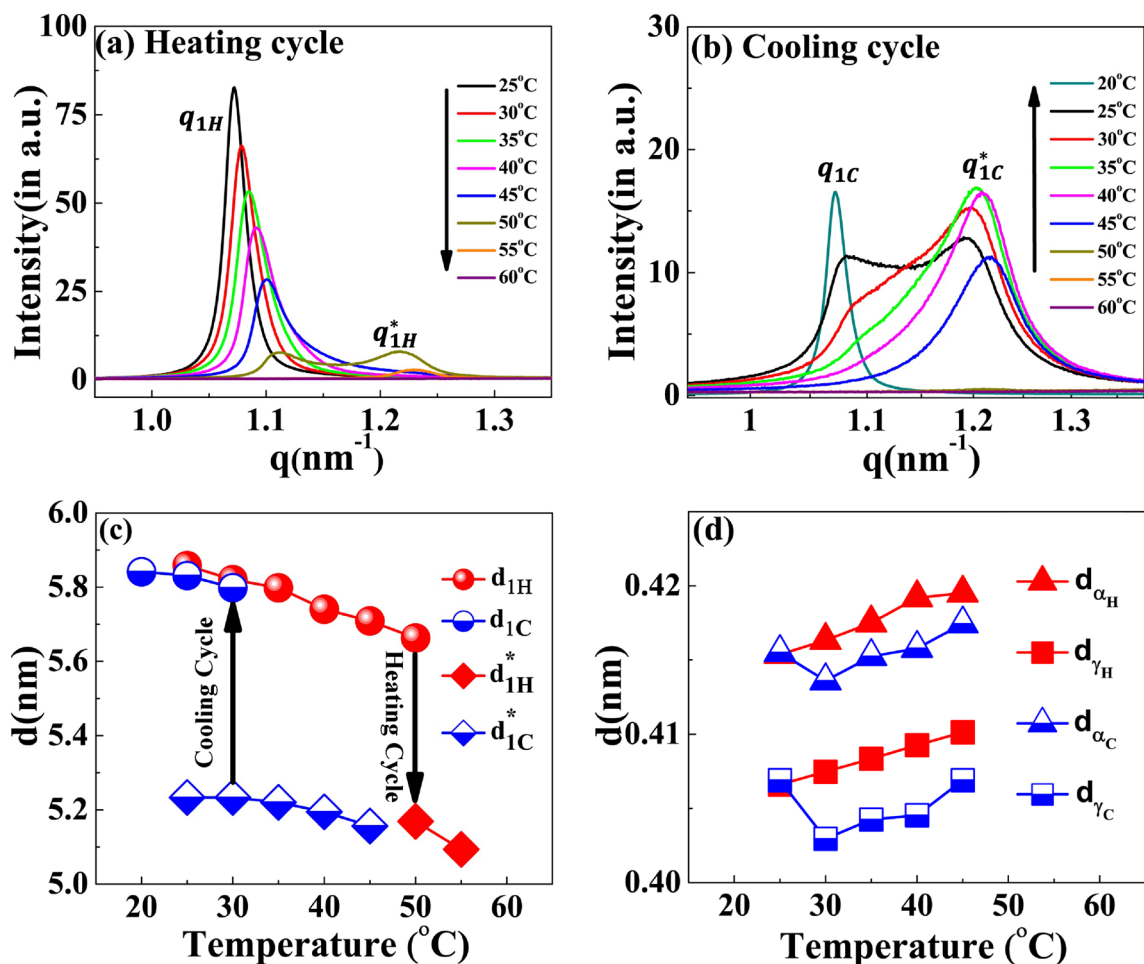 (a) Heating cycle
q1H
q*1H
25°C
30°C
35°C
40°C
45°C
50°C
55°C
60°C
100
75
50
25
0
Intensity(in a.u.)
1.0 1.1 1.2 1.3
q(nm-1)
(b) Cooling cycle
q1C
q*1C
20°C
25°C
30°C
35°C
40°C
45°C
50°C
55°C
60°C
30
20
10
0
Intensity(in a.u.)
1 1.1 1.2 1.3
q(nm-1)
(c)
d1H
d1C
d*1H
d*1C
Cooling Cycle
Heating Cycle
6.0
5.8
5.6
5.4
5.2
5.0
d(nm)
20 30 40 50 60
Temperature (°C)
(d)
dαH
dγH
dαC
dγC
0.42
0.41
0.40
d(nm)
20 30 40 50 60
Temperature (°C)